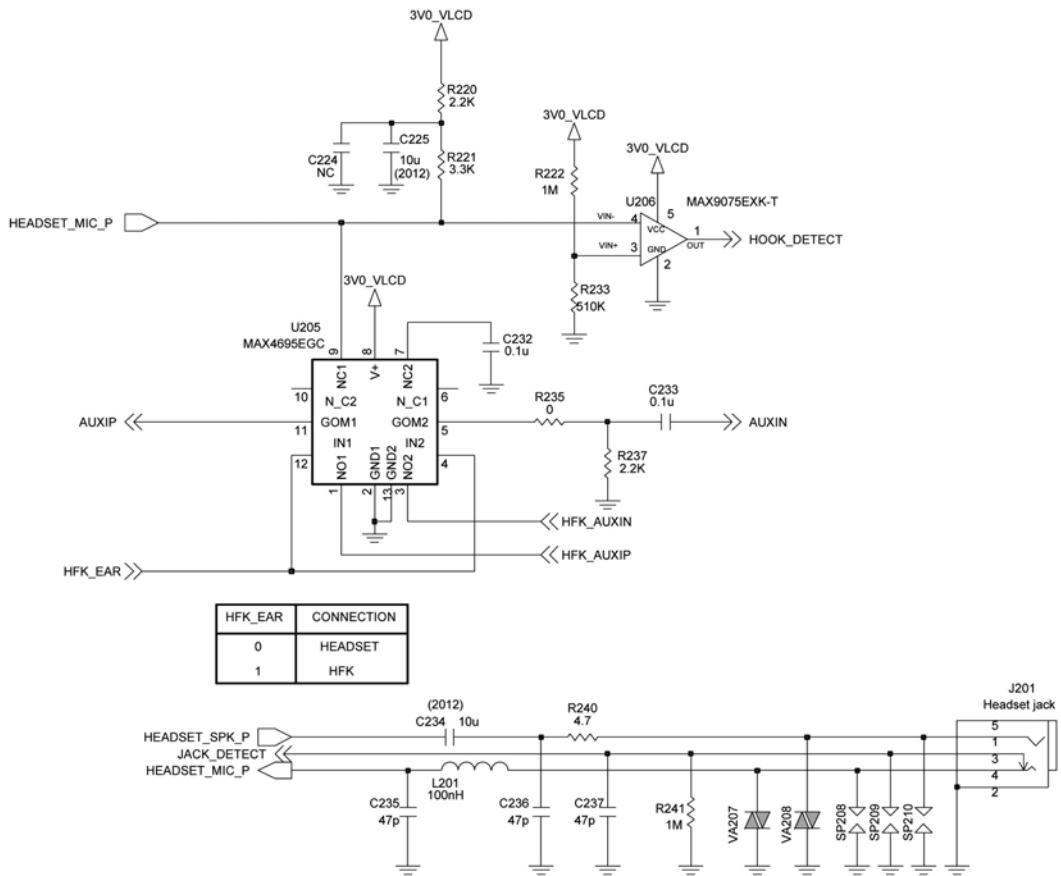 3V0_VLCD
R220
2.2K
C224
NC
C225
10u
(2012)
R221
3.3K
3V0_VLCD
R222
1M
3V0_VLCD
U206
MAX9075EXK-T
HEADSET_MIC_P
VIN-
4
5
VCC
1
OUT
HOOK_DETECT
VIN+
3
GND
2
R233
510K
3V0_VLCD
U205
MAX4695EGC
C232
0.1u
9
8
7
NC1
V+
NC2
10
N_C2
N_C1
6
R235
0
C233
0.1u
AUXIP
11
GOM1
GOM2
5
AUXIN
IN1
IN2
12
4
NO1
GND1
GND2
NO2
R237
2.2K
1
2
13
3
HFK_AUXIN
HFK_AUXIP
HFK_EAR
HFK_EAR CONNECTION
0 HEADSET
1 HFK
J201
Headset jack
(2012)
C234 10u
R240
4.7
HEADSET_SPK_P
5
JACK_DETECT
1
3
HEADSET_MIC_P
4
L201
100nH
2
C235
47p
C236
47p
C237
47p
R241
1M
VA207
VA208
SP208
SP209
SP210